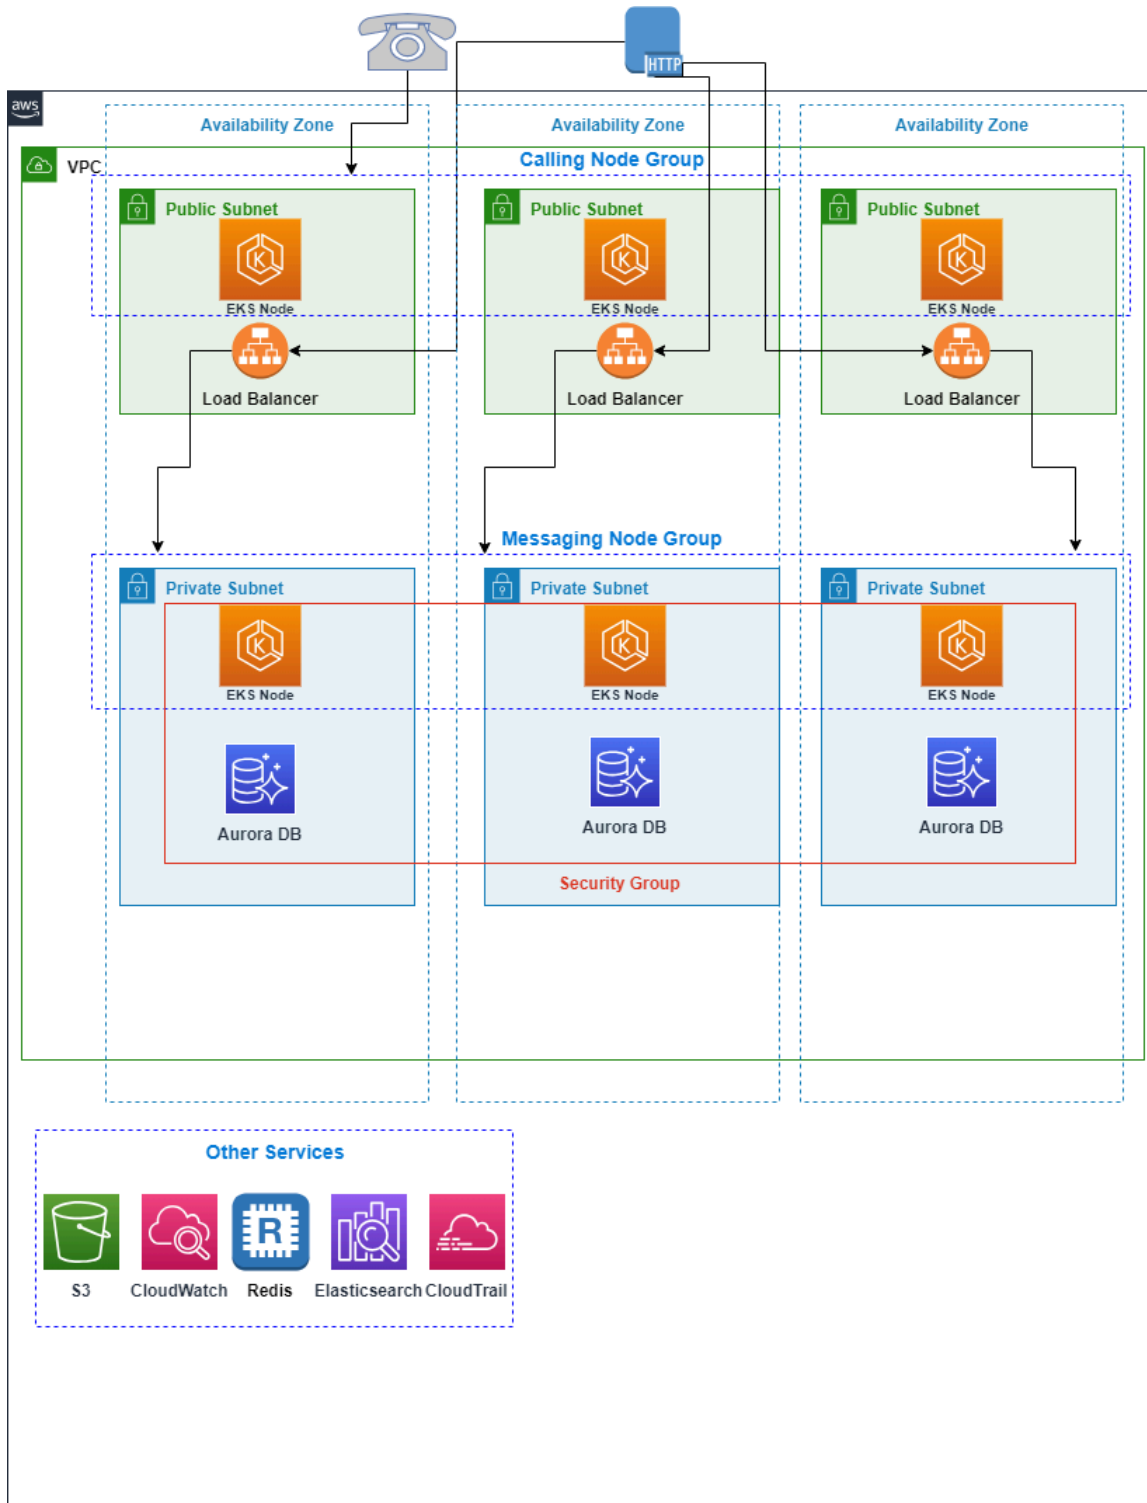 HTTP
aws
Availability Zone
Availability Zone
Availability Zone
VPC
Calling Node Group
Public Subnet
Public Subnet
Public Subnet
EKS Node
EKS Node
EKS Node
Load Balancer
Load Balancer
Load Balancer
Messaging Node Group
Private Subnet
Private Subnet
Private Subnet
EKS Node
EKS Node
EKS Node
Aurora DB
Aurora DB
Aurora DB
Security Group
Other Services
R
S3
CloudWatch
Redis
Elasticsearch
CloudTrail